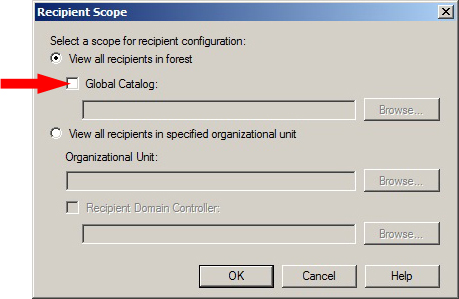 Recipient Scope
Select a scope for recipient configuration:
View all recipients in forest
Global Catalog:
Browse...
View all recipients in specified organizational unit
Organizational Unit:
Browse...
Recipient Domain Controller:
Browse...
OK Cancel Help